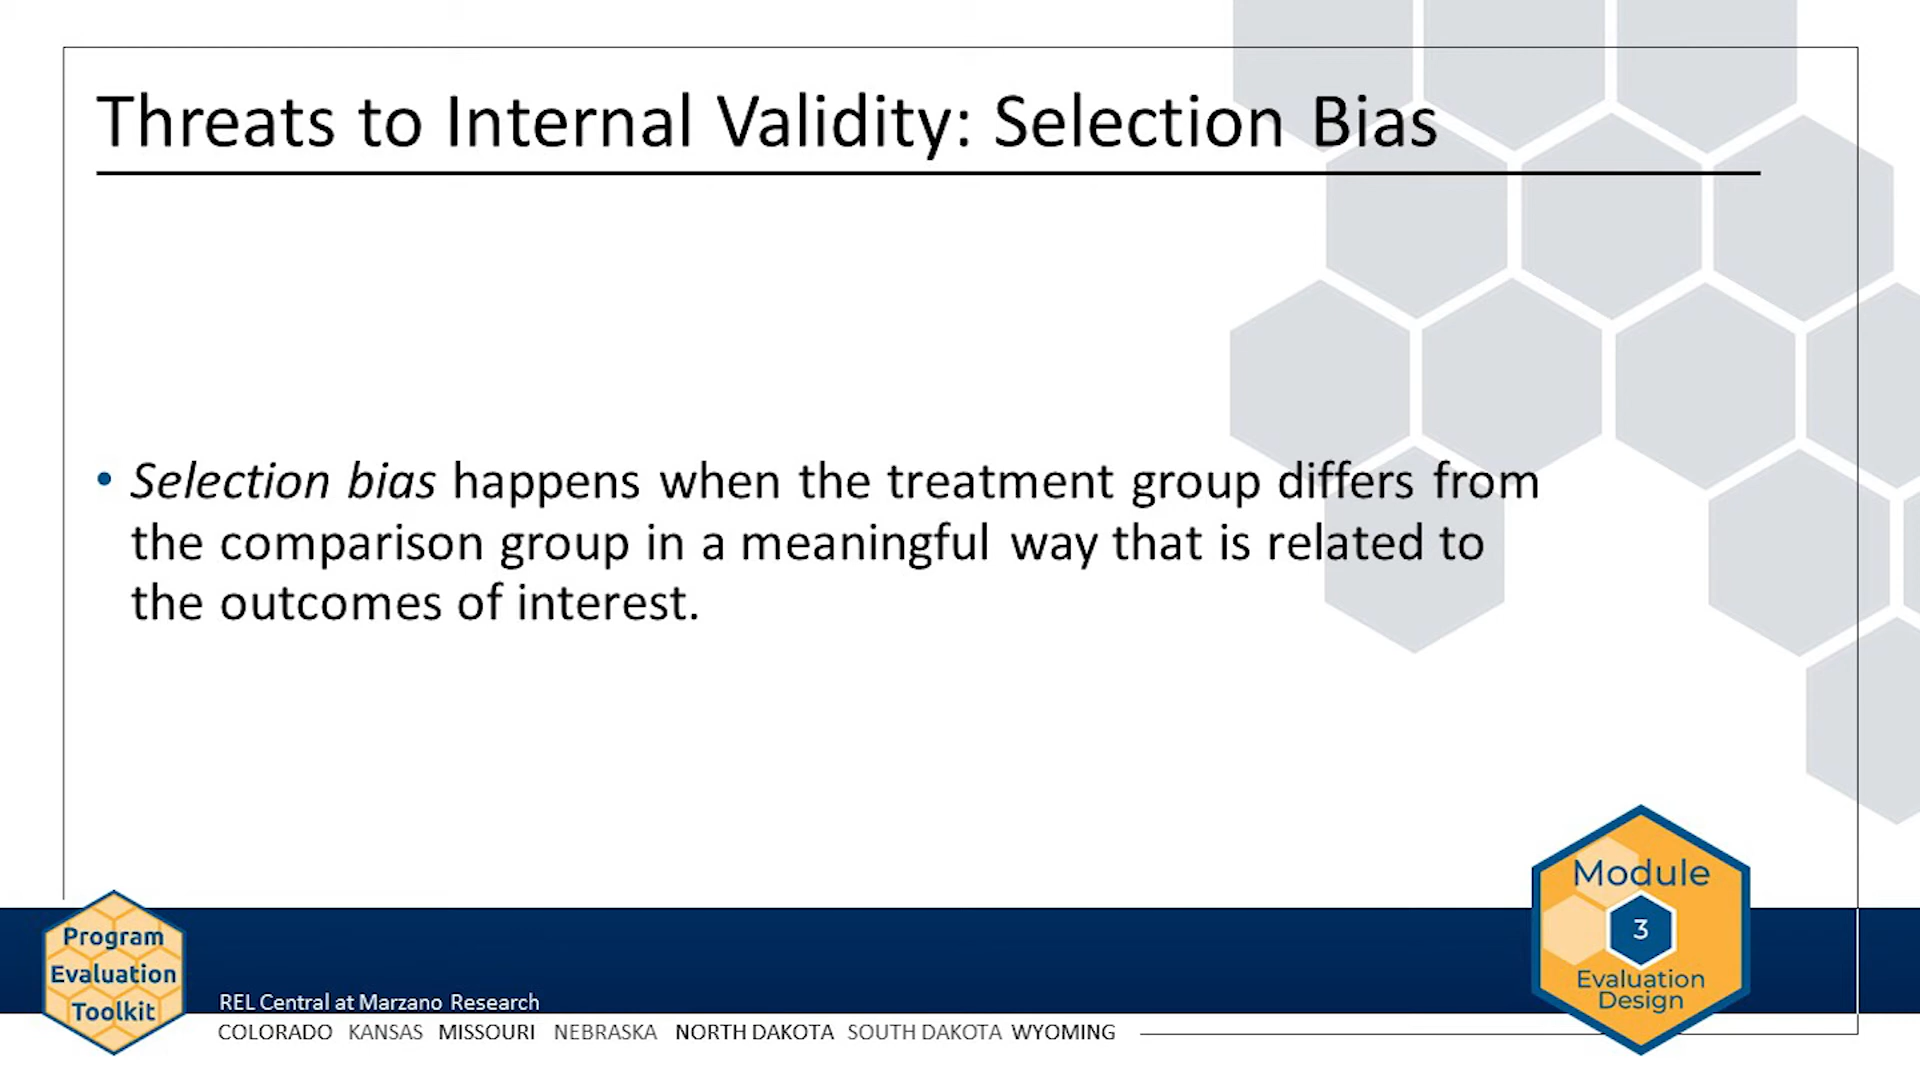 Threats to Internal Validity: Selection Bias
• Selection bias happens when the treatment group differs from
the comparison group in a meaningful way that is related to
the outcomes of interest.
Program
Evaluation
Toolkit
REL Central at Marzano Research
COLORADO KANSAS MISSOURI NEBRASKA NORTH DAKOTA SOUTH DAKOTA WYOMING
Module
3
Evaluation
Design